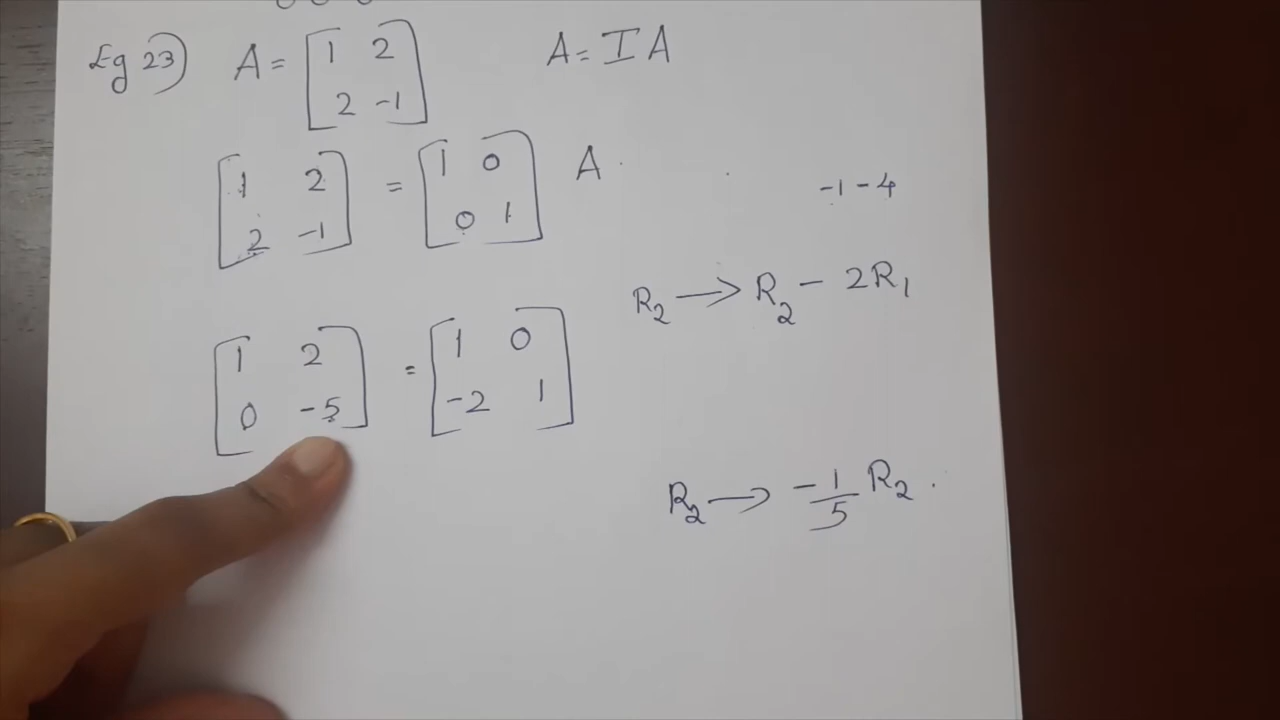 Eg 23) A = [1 2
2 -1] A = IA
[1 2
2 -1] = [1 0
0 1] A
-1 - 4
R₂ → R₂ - 2R₁
[1 2
0 -5] = [1 0
-2 1]
R₂ → -1/5 R₂